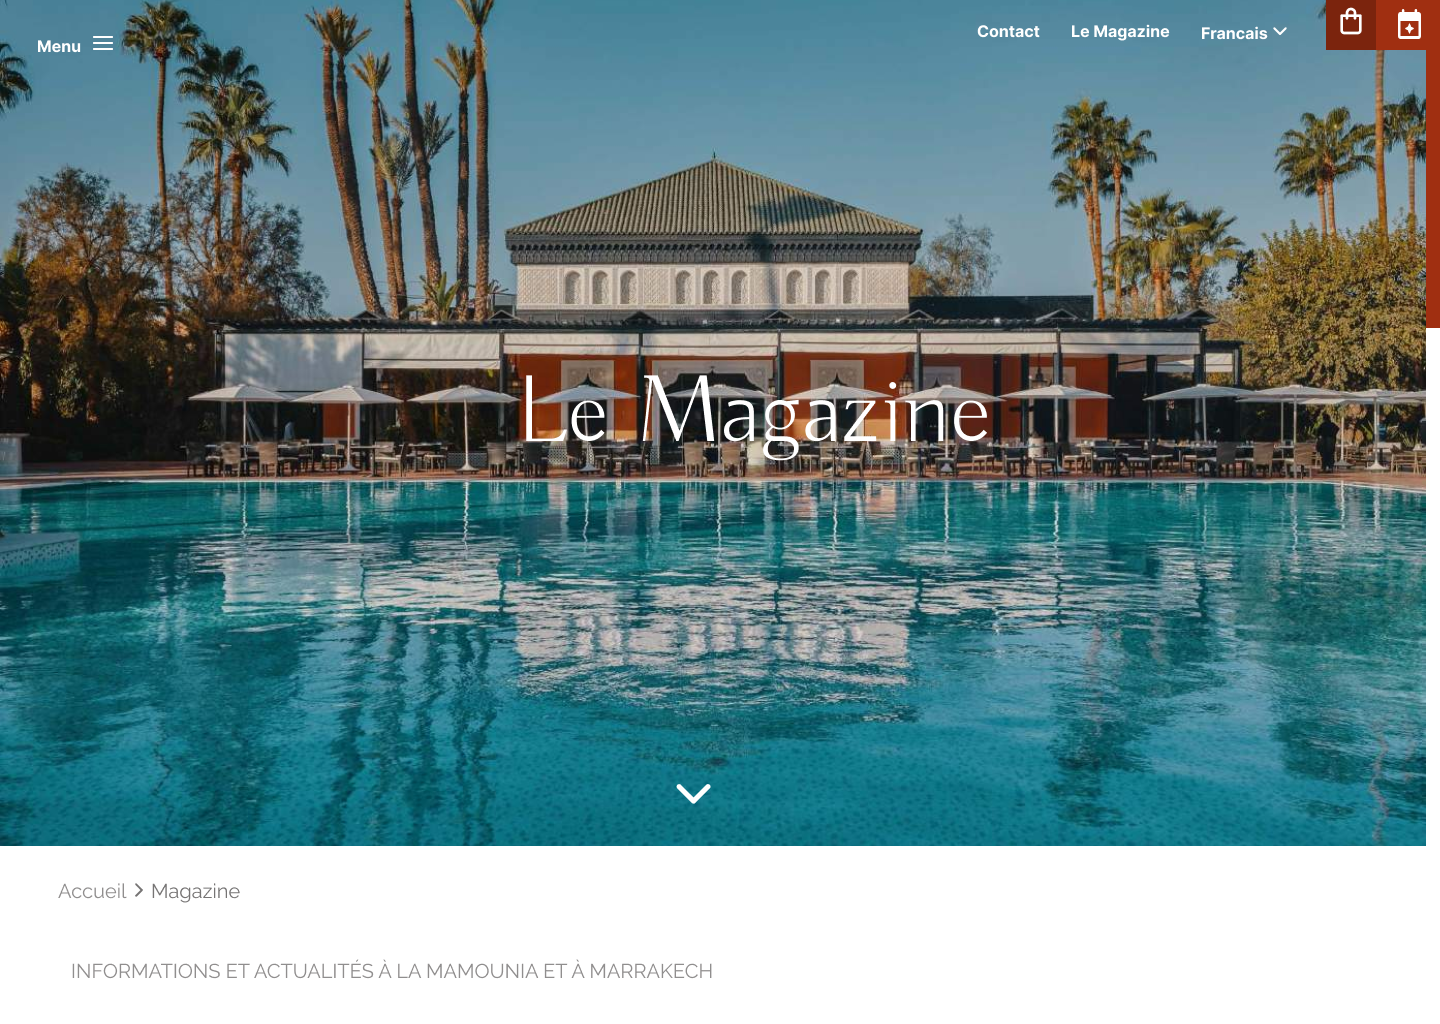 Menu
Contact
Le Magazine
Francais
Le Magazine
Accueil > Magazine
INFORMATIONS ET ACTUALITÉS À LA MAMOUNIA ET À MARRAKECH